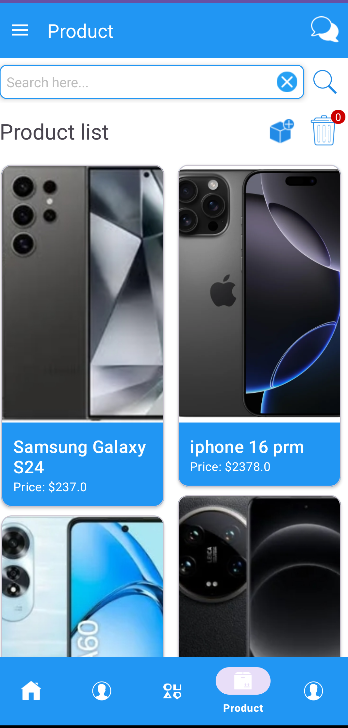 Product
Search here...
Product list
0
Samsung Galaxy
S24
Price: $237.0
iphone 16 prm
Price: $2378.0
A60
Product